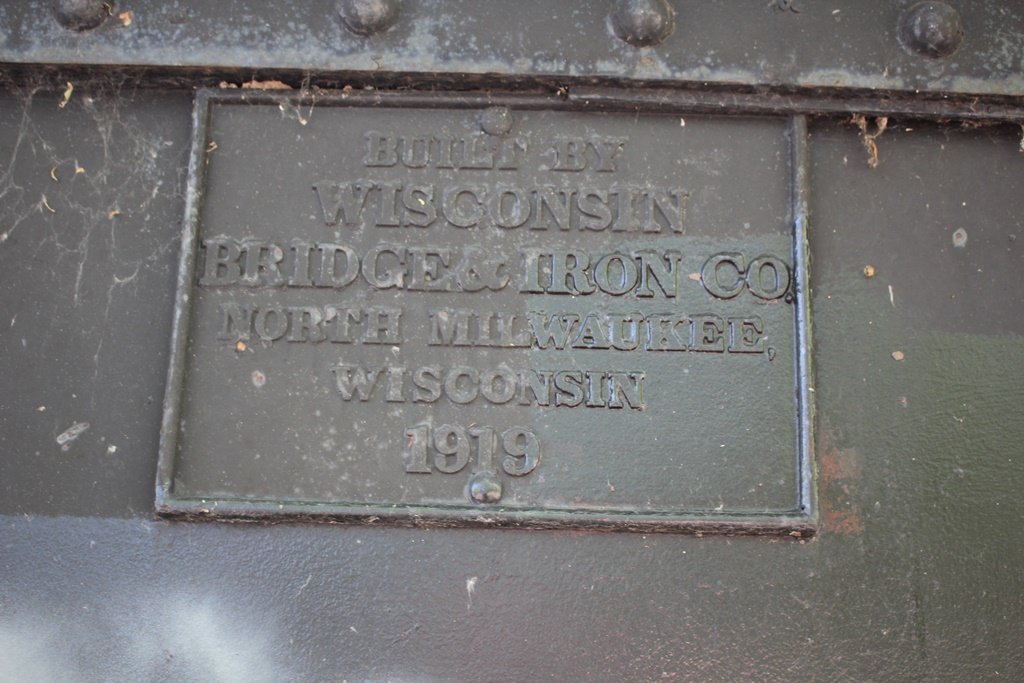 BUILT BY
WISCONSIN
BRIDGE & IRON CO
NORTH MILWAUKEE,
WISCONSIN
1919